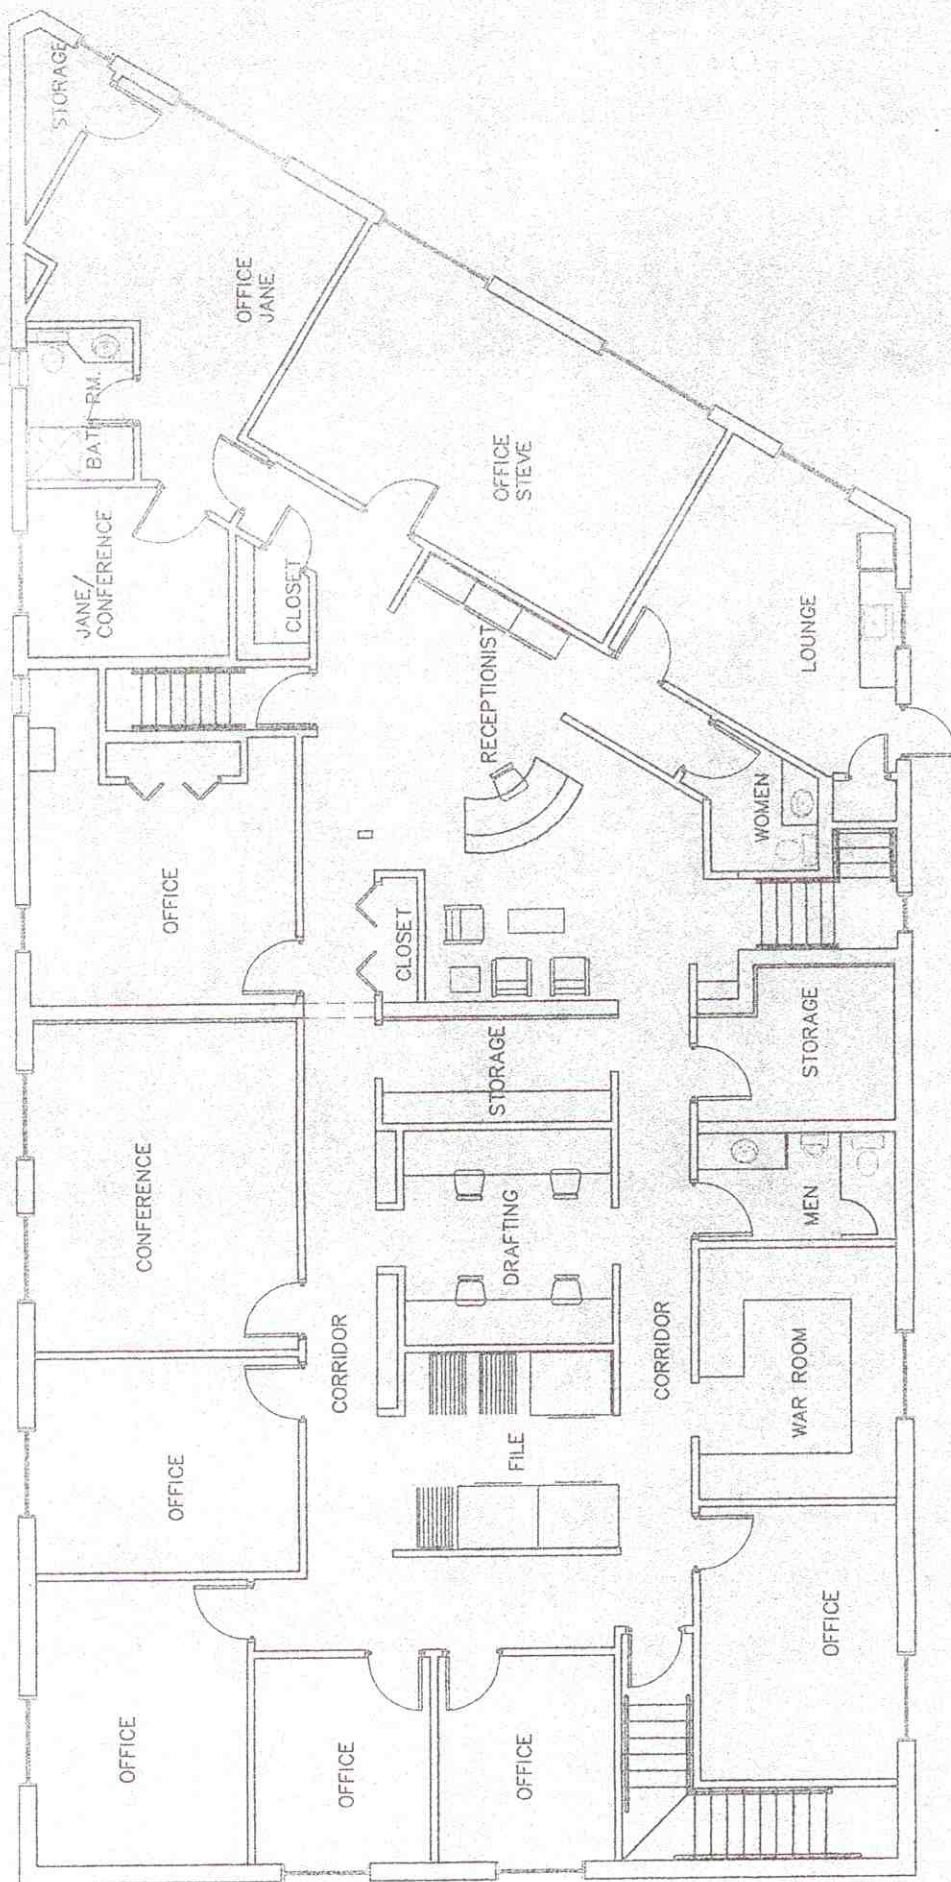 STORAGE
OFFICE
JANE
BATH RM.
JANE/
CONFERENCE
CLOSET
OFFICE
STEVE
RECEPTIONIST
LOUNGE
WOMEN
OFFICE
CLOSET
STORAGE
STORAGE
CONFERENCE
DRAFTING
MEN
CORRIDOR
CORRIDOR
WAR ROOM
OFFICE
FILE
OFFICE
OFFICE
OFFICE
OFFICE